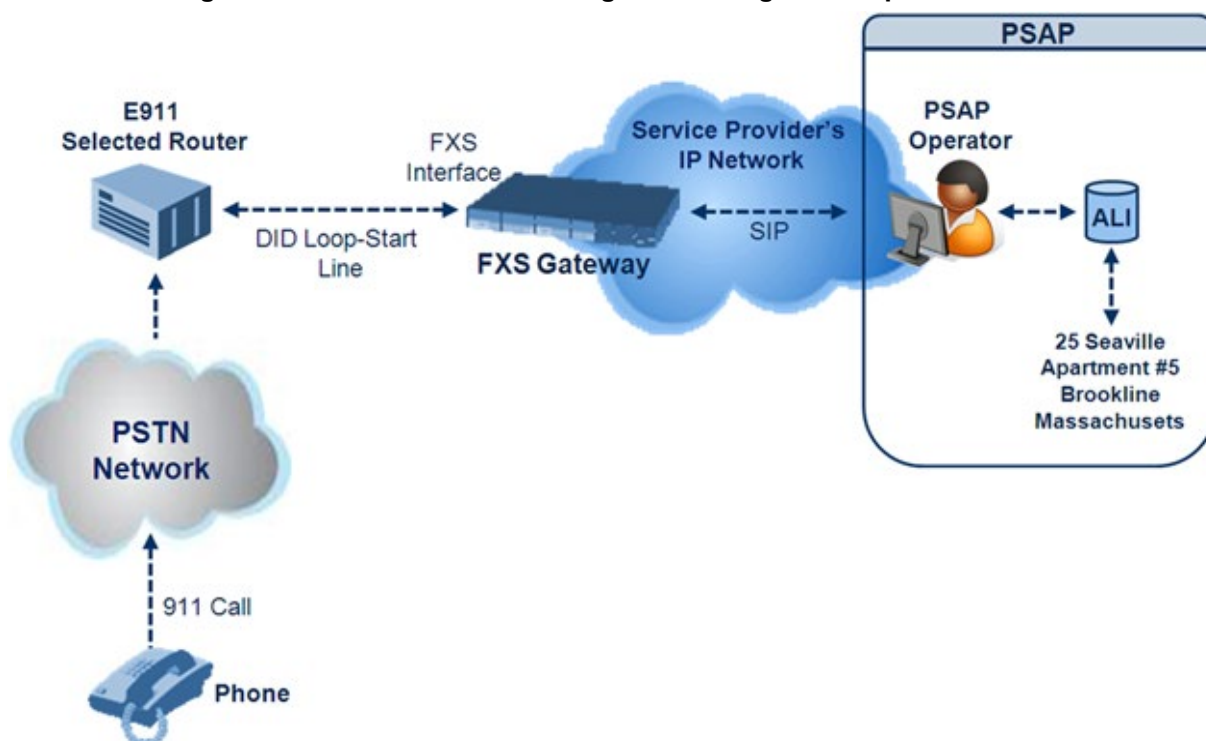 PSAP
E911
Selected Router
FXS
Interface
DID Loop-Start
Line
FXS Gateway
Service Provider's
IP Network
SIP
PSAP
Operator
ALI
25 Seaville
Apartment #5
Brookline
Massachusets
PSTN
Network
911 Call
Phone